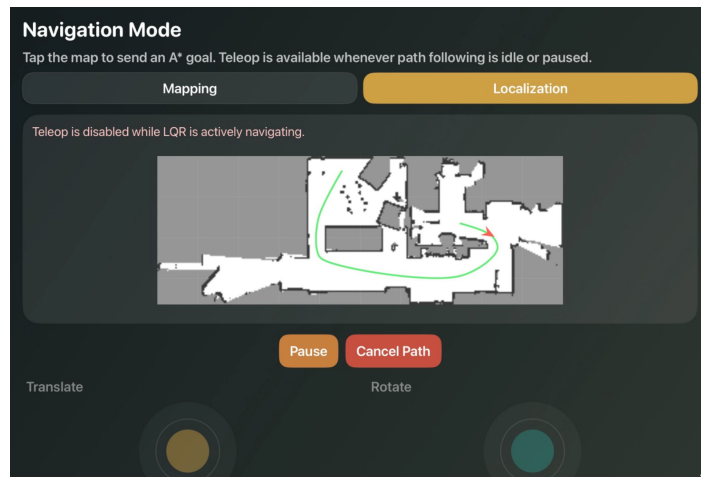 Navigation Mode
Tap the map to send an A* goal. Teleop is available whenever path following is idle or paused.
Mapping
Localization
Teleop is disabled while LQR is actively navigating.
Pause
Cancel Path
Translate
Rotate